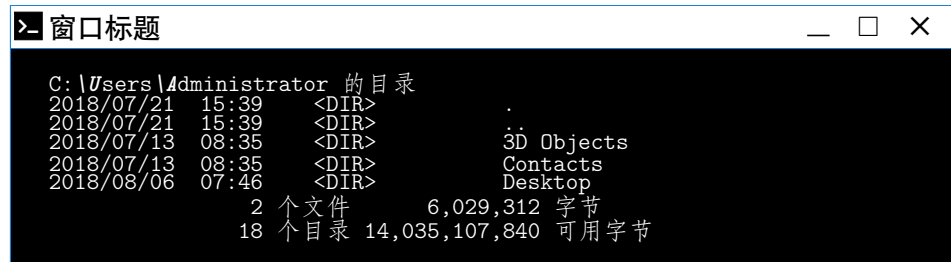 窗口标题
C:\Users\Administrator 的目录
2018/07/21 15:39 <DIR> .
2018/07/21 15:39 <DIR> ..
2018/07/13 08:35 <DIR> 3D Objects
2018/07/13 08:35 <DIR> Contacts
2018/08/06 07:46 <DIR> Desktop
2 个文件 6,029,312 字节
18 个目录 14,035,107,840 可用字节